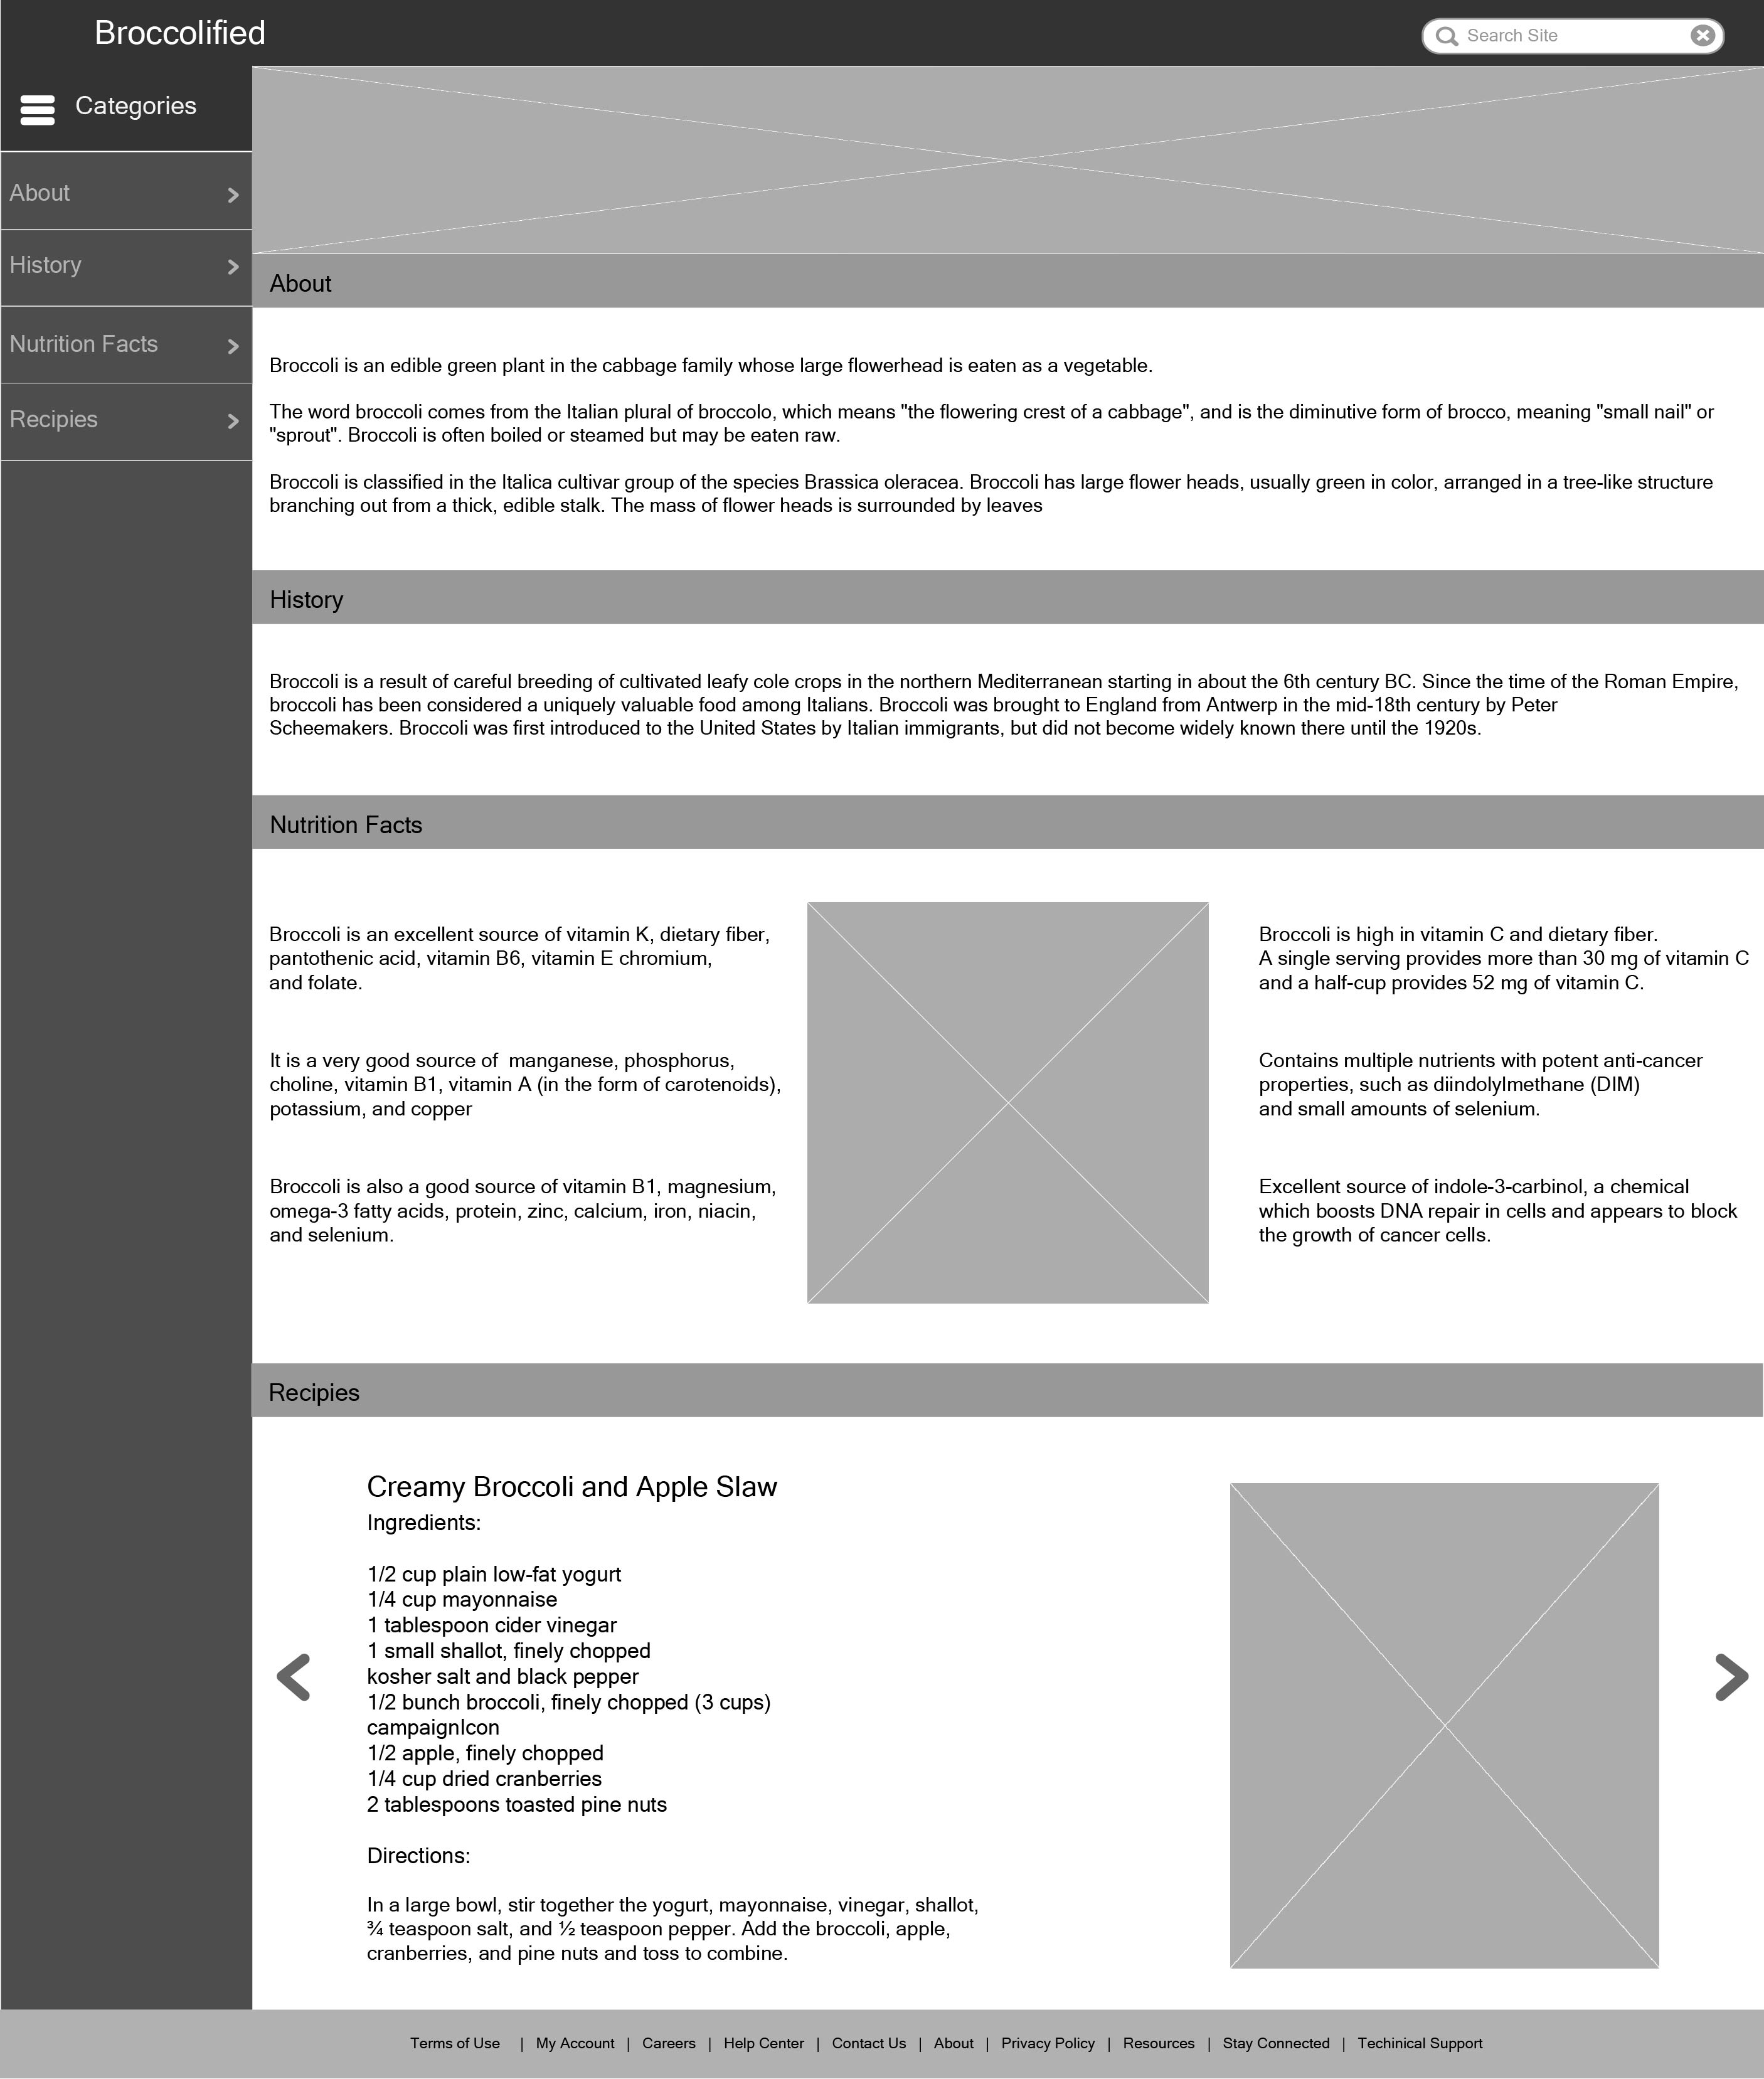 Broccolified
Search Site
Categories
About
History
Nutrition Facts
Recipies
About
Broccoli is an edible green plant in the cabbage family whose large flowerhead is eaten as a vegetable.
The word broccoli comes from the Italian plural of broccolo, which means "the flowering crest of a cabbage", and is the diminutive form of brocco, meaning "small nail" or
"sprout". Broccoli is often boiled or steamed but may be eaten raw.
Broccoli is classified in the Italica cultivar group of the species Brassica oleracea. Broccoli has large flower heads, usually green in color, arranged in a tree-like structure
branching out from a thick, edible stalk. The mass of flower heads is surrounded by leaves
History
Broccoli is a result of careful breeding of cultivated leafy cole crops in the northern Mediterranean starting in about the 6th century BC. Since the time of the Roman Empire,
broccoli has been considered a uniquely valuable food among Italians. Broccoli was brought to England from Antwerp in the mid-18th century by Peter
Scheemakers. Broccoli was first introduced to the United States by Italian immigrants, but did not become widely known there until the 1920s.
Nutrition Facts
Broccoli is an excellent source of vitamin K, dietary fiber,
pantothenic acid, vitamin B6, vitamin E chromium,
and folate.
It is a very good source of  manganese, phosphorus,
choline, vitamin B1, vitamin A (in the form of carotenoids),
potassium, and copper
Broccoli is also a good source of vitamin B1, magnesium,
omega-3 fatty acids, protein, zinc, calcium, iron, niacin,
and selenium.
Broccoli is high in vitamin C and dietary fiber.
A single serving provides more than 30 mg of vitamin C
and a half-cup provides 52 mg of vitamin C.
Contains multiple nutrients with potent anti-cancer
properties, such as diindolylmethane (DIM)
and small amounts of selenium.
Excellent source of indole-3-carbinol, a chemical
which boosts DNA repair in cells and appears to block
the growth of cancer cells.
Recipies
Creamy Broccoli and Apple Slaw
Ingredients:
1/2 cup plain low-fat yogurt
1/4 cup mayonnaise
1 tablespoon cider vinegar
1 small shallot, finely chopped
kosher salt and black pepper
1/2 bunch broccoli, finely chopped (3 cups)
campaignIcon
1/2 apple, finely chopped
1/4 cup dried cranberries
2 tablespoons toasted pine nuts
Directions:
In a large bowl, stir together the yogurt, mayonnaise, vinegar, shallot,
¾ teaspoon salt, and ½ teaspoon pepper. Add the broccoli, apple,
cranberries, and pine nuts and toss to combine.
Terms of Use | My Account | Careers | Help Center | Contact Us | About | Privacy Policy | Resources | Stay Connected | Techinical Support